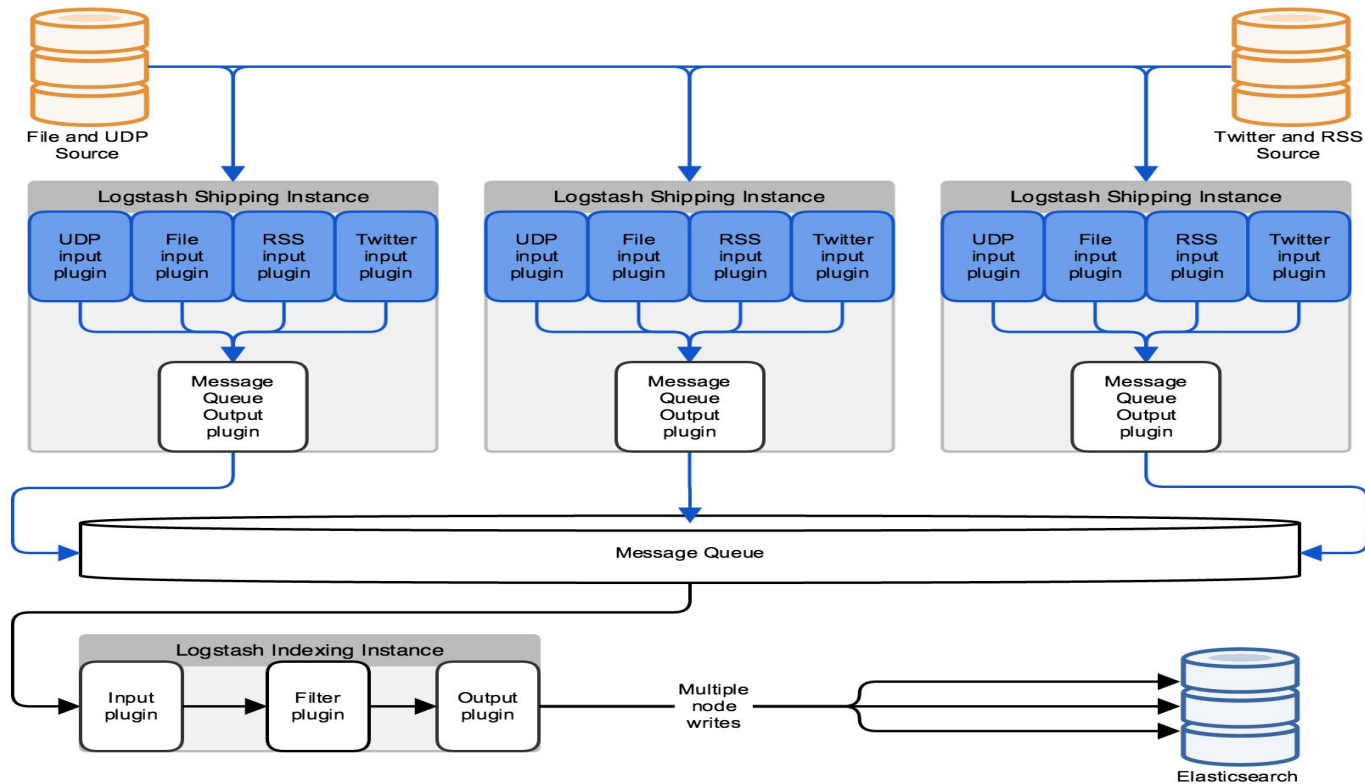 File and UDP
Source
Twitter and RSS
Source
Logstash Shipping Instance
UDP
input
plugin
File
input
plugin
RSS
input
plugin
Twitter
input
plugin
Message
Queue
Output
plugin
Logstash Shipping Instance
UDP
input
plugin
File
input
plugin
RSS
input
plugin
Twitter
input
plugin
Message
Queue
Output
plugin
Logstash Shipping Instance
UDP
input
plugin
File
input
plugin
RSS
input
plugin
Twitter
input
plugin
Message
Queue
Output
plugin
Message Queue
Logstash Indexing Instance
Input
plugin
Filter
plugin
Output
plugin
Multiple
node
writes
Elasticsearch